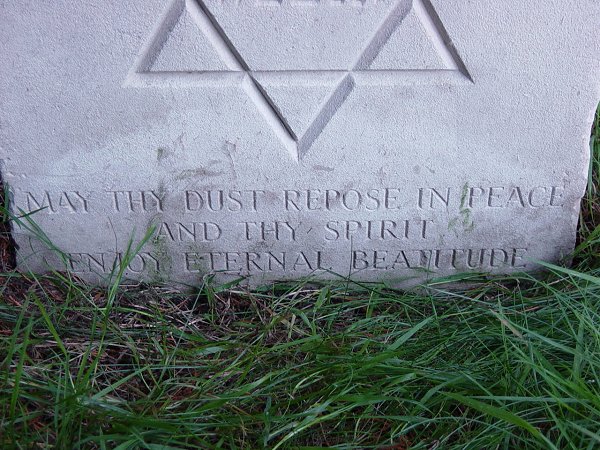 MAY THY DUST REPOSE IN PEACE
AND THY SPIRIT
ENJOY ETERNAL BEATITUDE